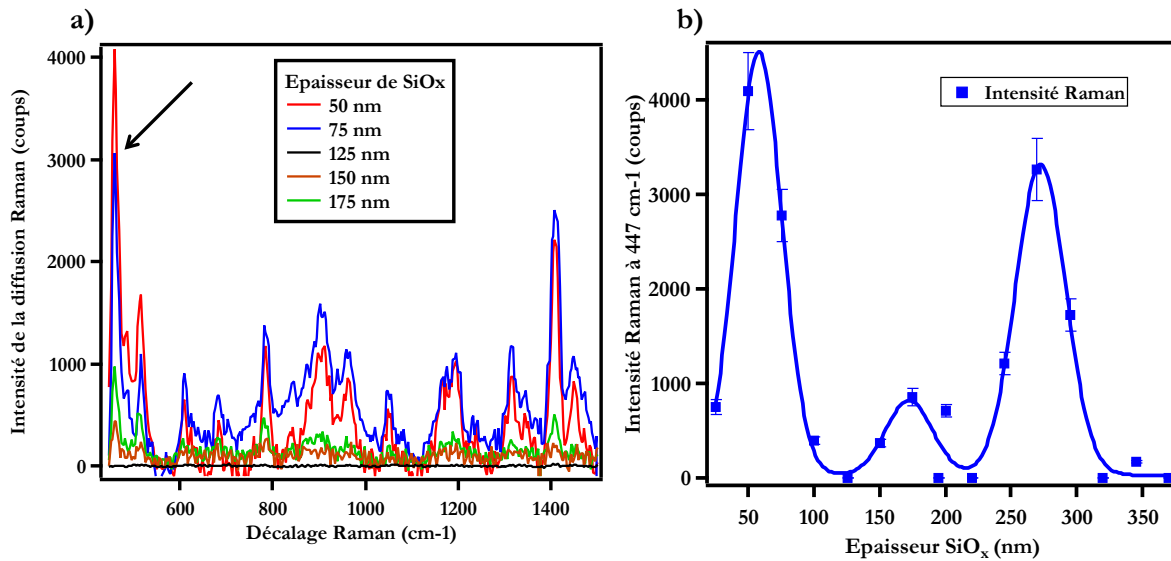 a)
Intensité de la diffusion Raman (coups)
4000
3000
2000
1000
0
Epaisseur de SiOx
50 nm
75 nm
125 nm
150 nm
175 nm
600 800 1000 1200 1400
Décalage Raman (cm-1)
b)
Intensité Raman à 447 cm-1 (coups)
4000
3000
2000
1000
0
Intensité Raman
50 100 150 200 250 300 350
Epaisseur SiOx (nm)